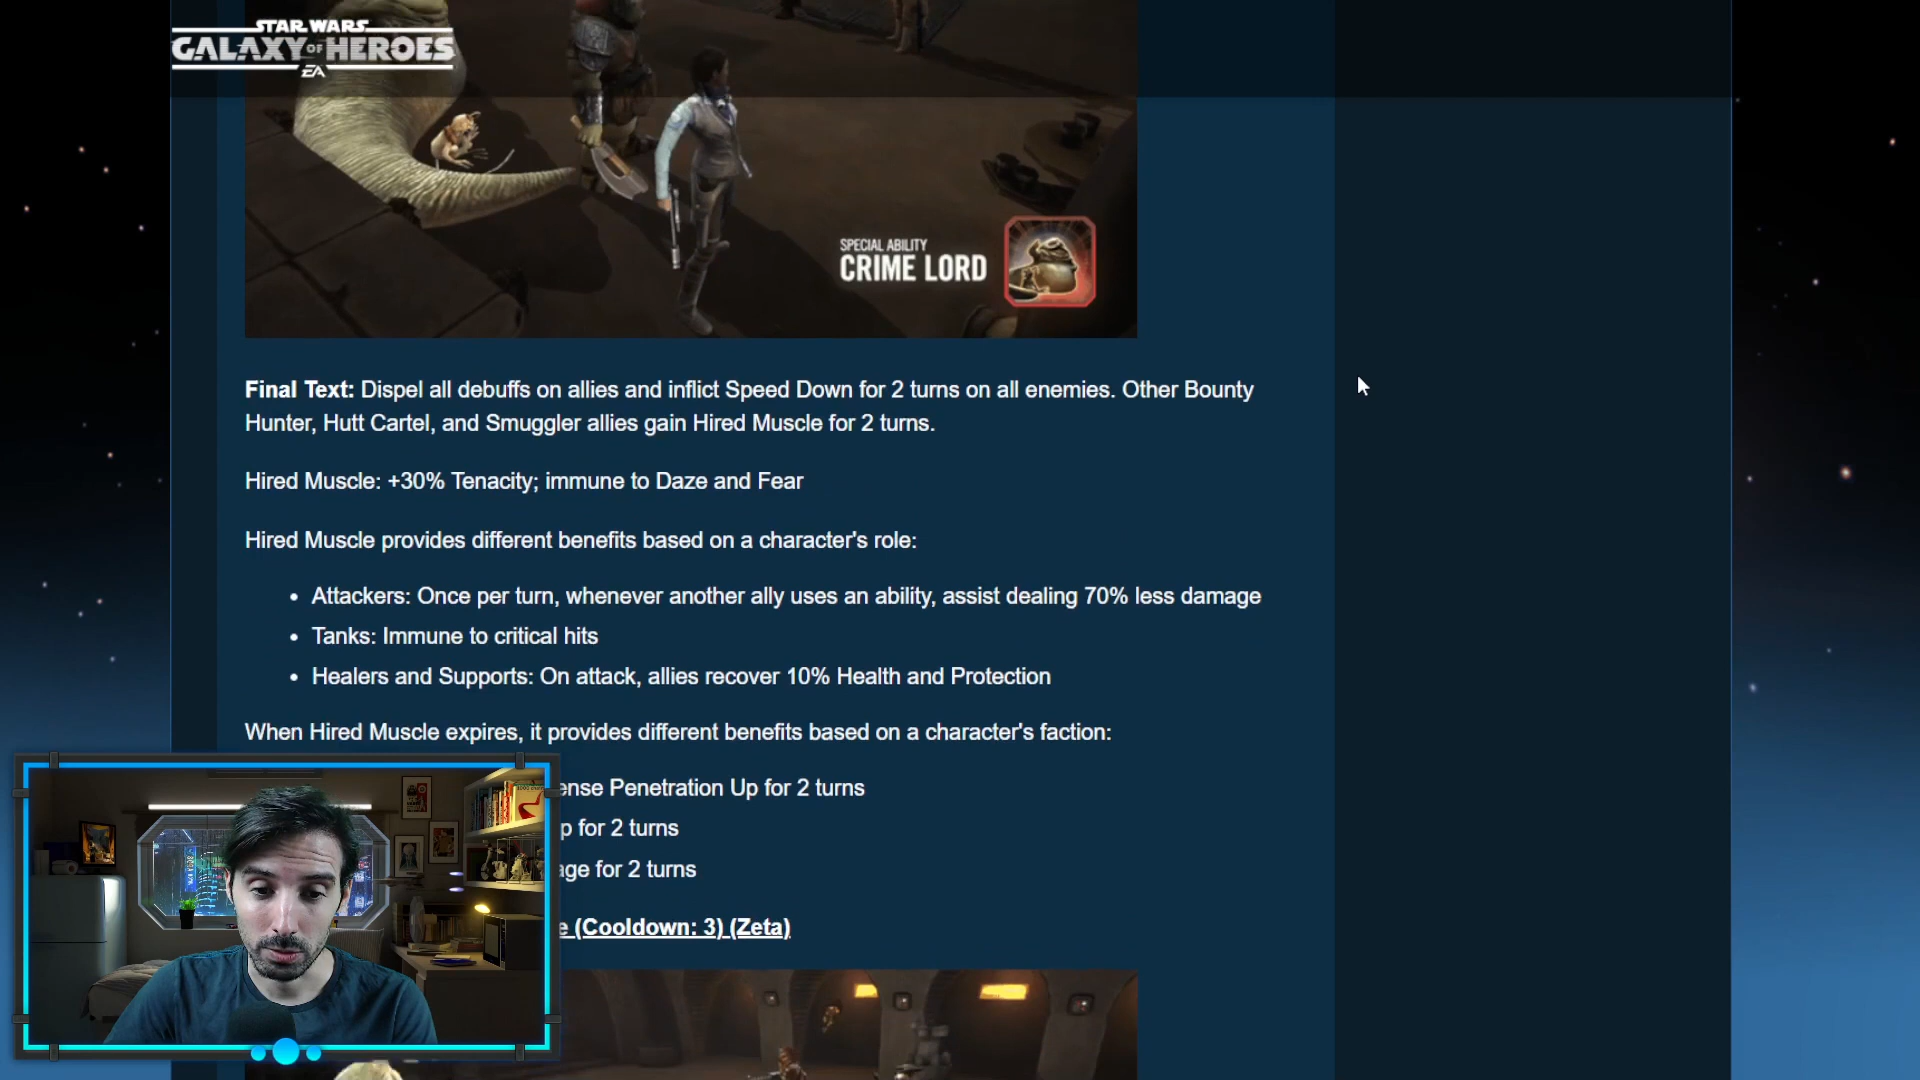 STAR WARS
GALAXY OF HEROES
EA
SPECIAL ABILITY
CRIME LORD
Final Text: Dispel all debuffs on allies and inflict Speed Down for 2 turns on all enemies. Other Bounty
Hunter, Hutt Cartel, and Smuggler allies gain Hired Muscle for 2 turns.
Hired Muscle: +30% Tenacity; immune to Daze and Fear
Hired Muscle provides different benefits based on a character's role:
• Attackers: Once per turn, whenever another ally uses an ability, assist dealing 70% less damage
• Tanks: Immune to critical hits
• Healers and Supports: On attack, allies recover 10% Health and Protection
When Hired Muscle expires, it provides different benefits based on a character's faction:
ense Penetration Up for 2 turns
p for 2 turns
age for 2 turns
e (Cooldown: 3) (Zeta)